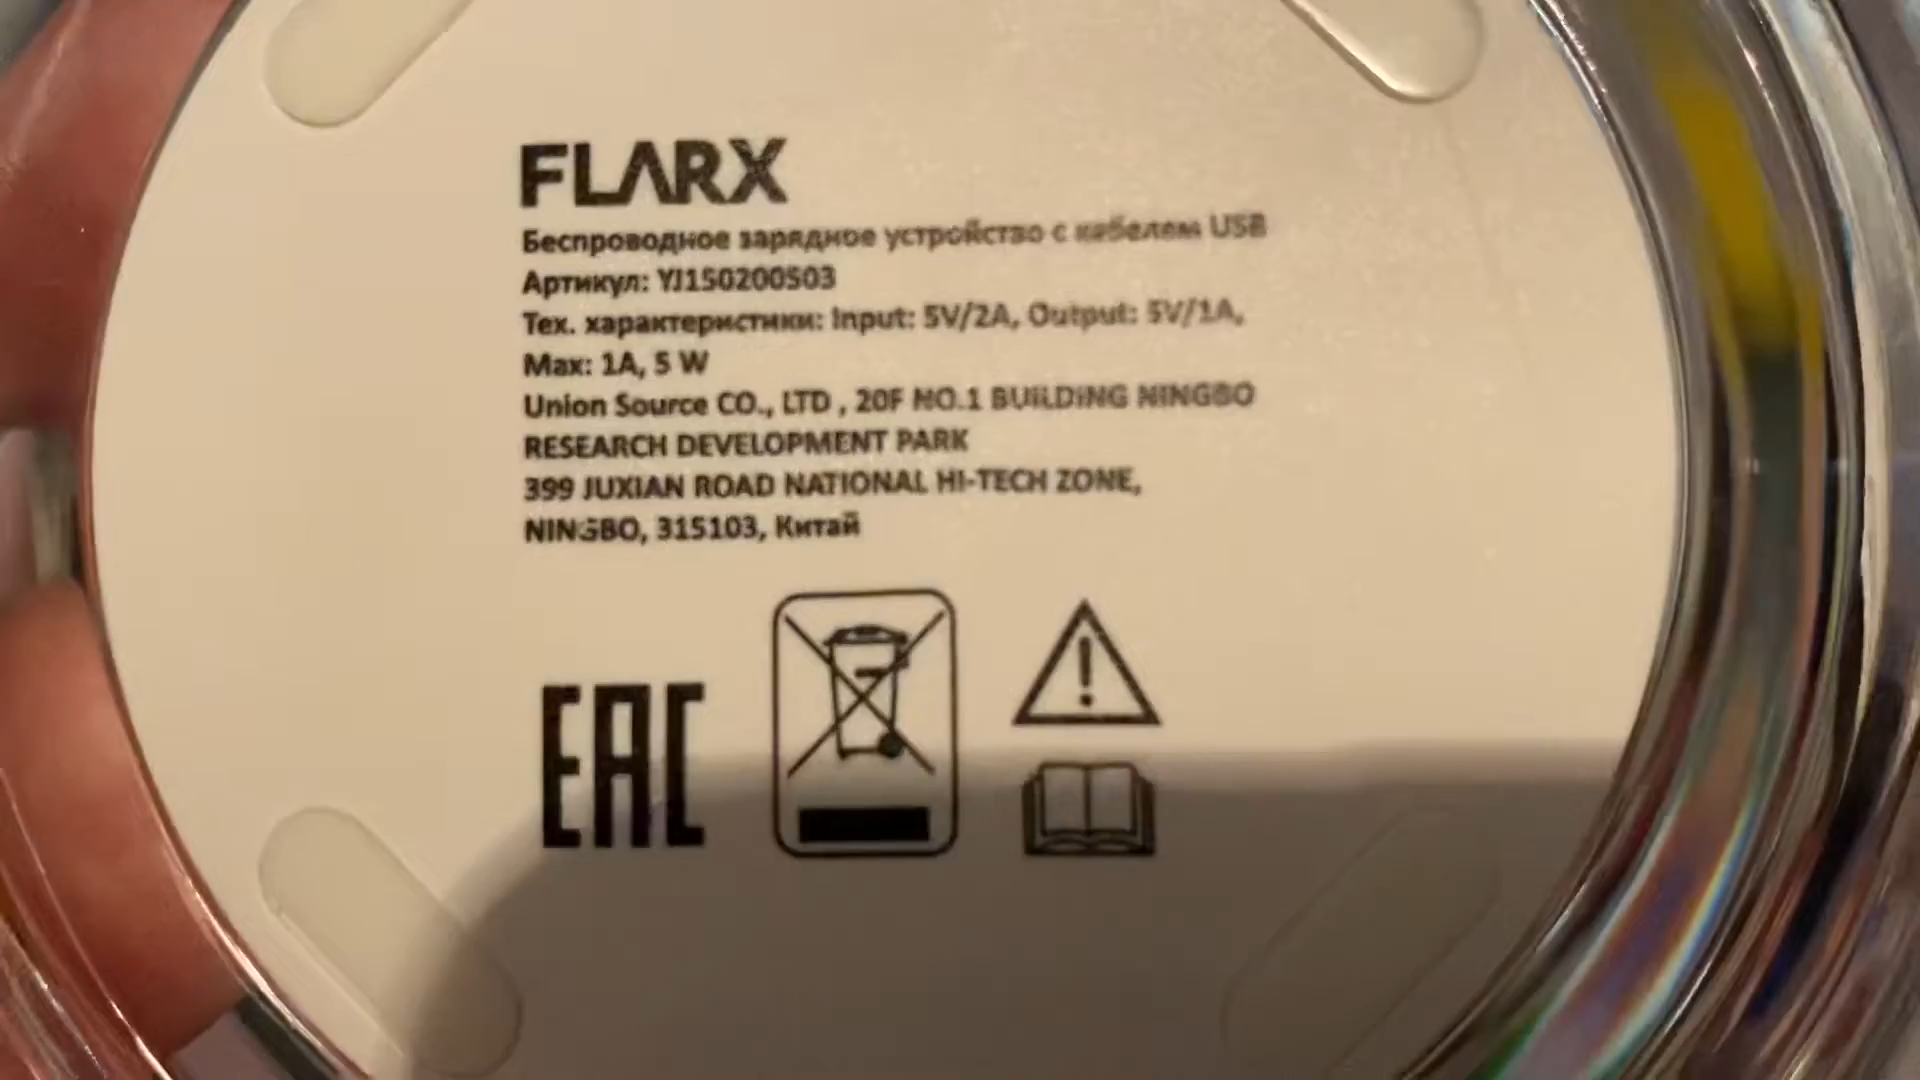 FLARX
Беспроводное зарядное устройство с кабелем USB
Артикул: YJ150200503
Тех. характеристики: Input: 5V/2A, Output: 5V/1A,
Max: 1A, 5 W
Union Source CO., LTD , 20F NO.1 BUILDING NINGBO
RESEARCH DEVELOPMENT PARK
399 JUXIAN ROAD NATIONAL HI-TECH ZONE,
NINGBO, 315103, Китай
EAC